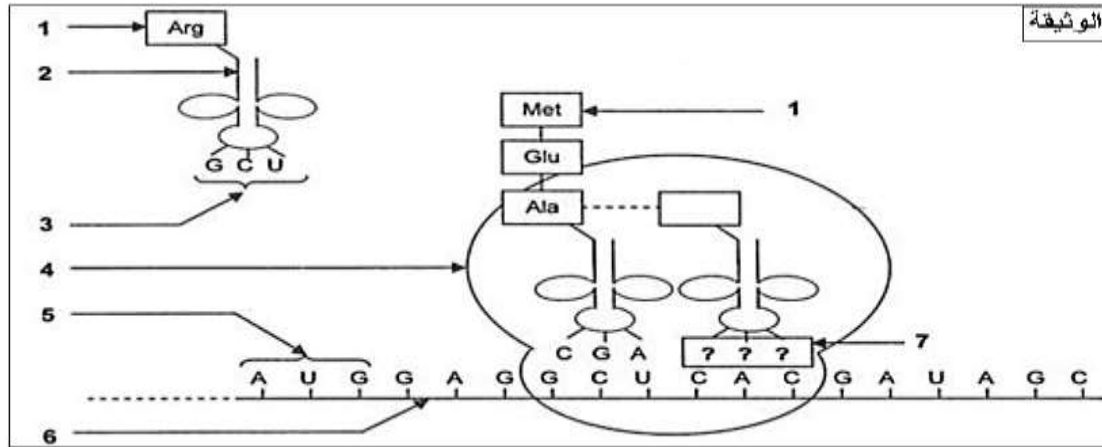 الوثيقة
1 Arg
2
Met 1
Glu
G C U
3 Ala
4
5 7
C G A ? ? ?
A U G G A G G C U C A C G A U A G C
6